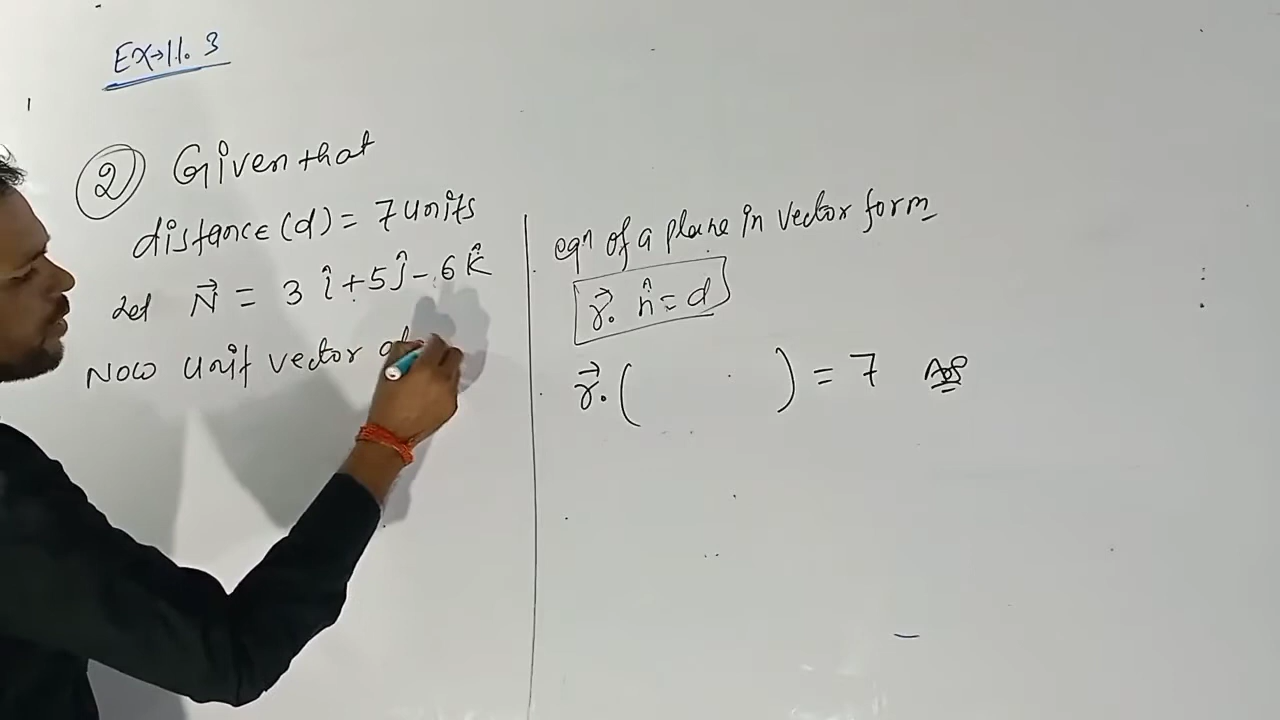 Ex→11.3
② Given that
distance (d) = 7 units
Let N⃗ = 3 î + 5 ĵ - 6 k̂
Now unit vector of
eqn of a plane in vector form
r⃗. n̂ = d
r⃗. ( ) = 7 Ans